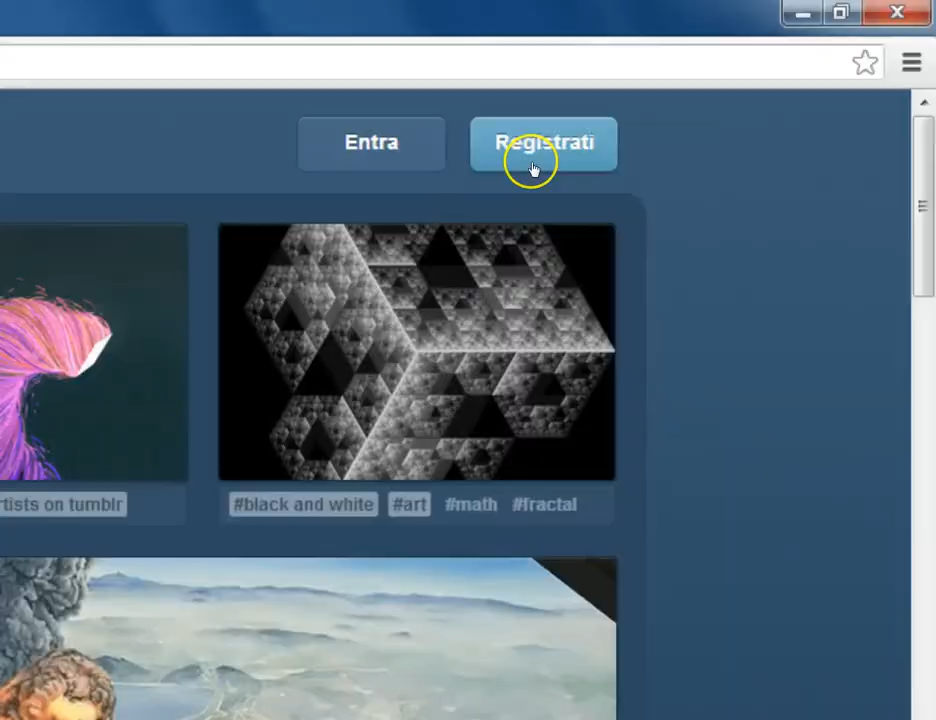 Entra Registrati
rtists on tumblr
#black and white #art #math #fractal